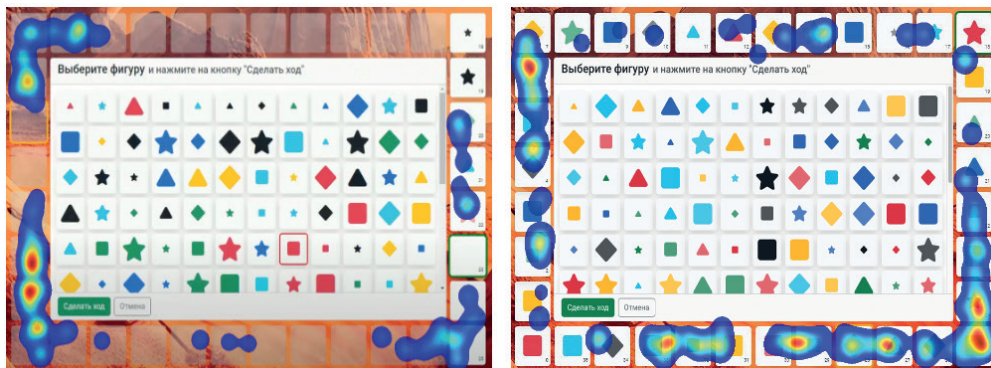 Выберите фигуру и нажмите на кнопку "Сделать ход"
Сделать ход
Отмена
Выберите фигуру и нажмите на кнопку "Сделать ход"
Сделать ход
Отмена